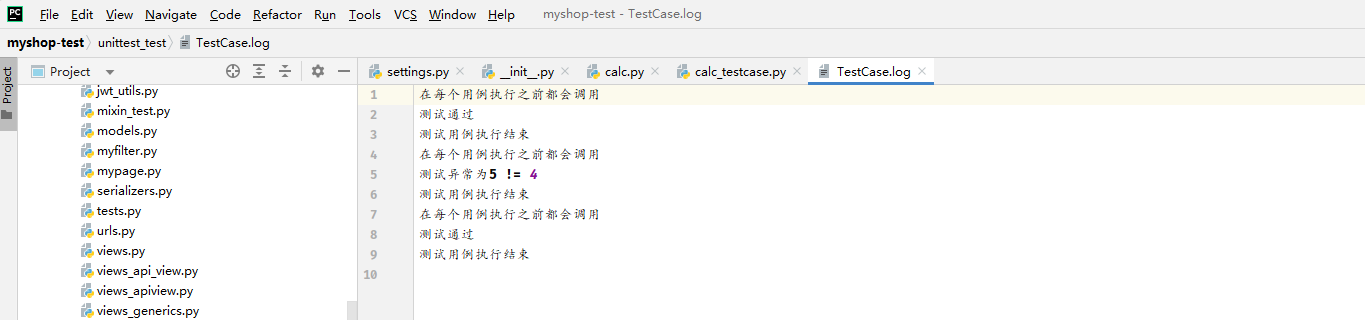 PC File Edit View Navigate Code Refactor Run Tools VCS Window Help myshop-test - TestCase.log
myshop-test unittest_test TestCase.log
Project
Project
settings.py __init__.py calc.py calc_testcase.py TestCase.log
jwt_utils.py
mixin_test.py
models.py
myfilter.py
mypage.py
serializers.py
tests.py
urls.py
views.py
views_api_view.py
views_apiview.py
views_generics.py
1 在每个用例执行之前都会调用
2 测试通过
3 测试用例执行结束
4 在每个用例执行之前都会调用
5 测试异常为5 != 4
6 测试用例执行结束
7 在每个用例执行之前都会调用
8 测试通过
9 测试用例执行结束
10